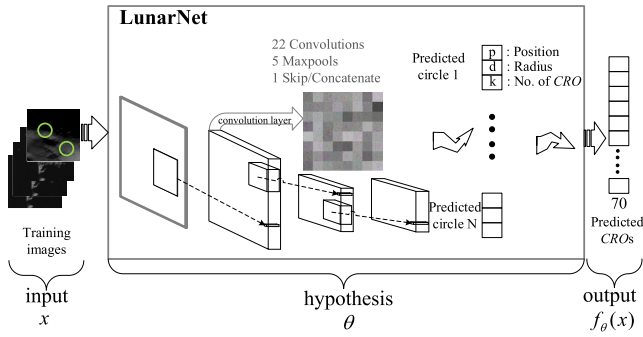 LunarNet
22 Convolutions
5 Maxpools
1 Skip/Concatenate
convolution layer
Predicted
circle 1
p : Position
d : Radius
k : No. of CRO
Predicted
circle N
Training
images
70
Predicted
CROs
input
x
hypothesis
θ
output
fθ(x)